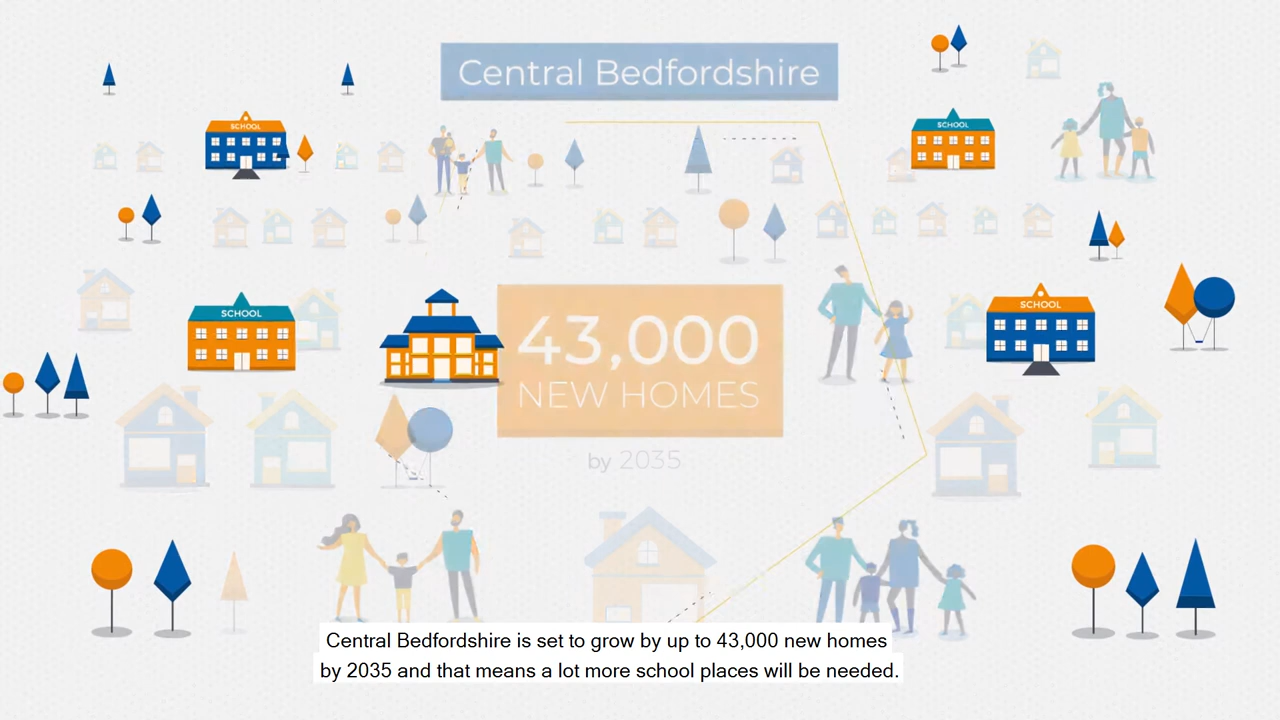 Central Bedfordshire
SCHOOL
SCHOOL
SCHOOL
SCHOOL
43,000
NEW HOMES
by 2035
Central Bedfordshire is set to grow by up to 43,000 new homes
by 2035 and that means a lot more school places will be needed.